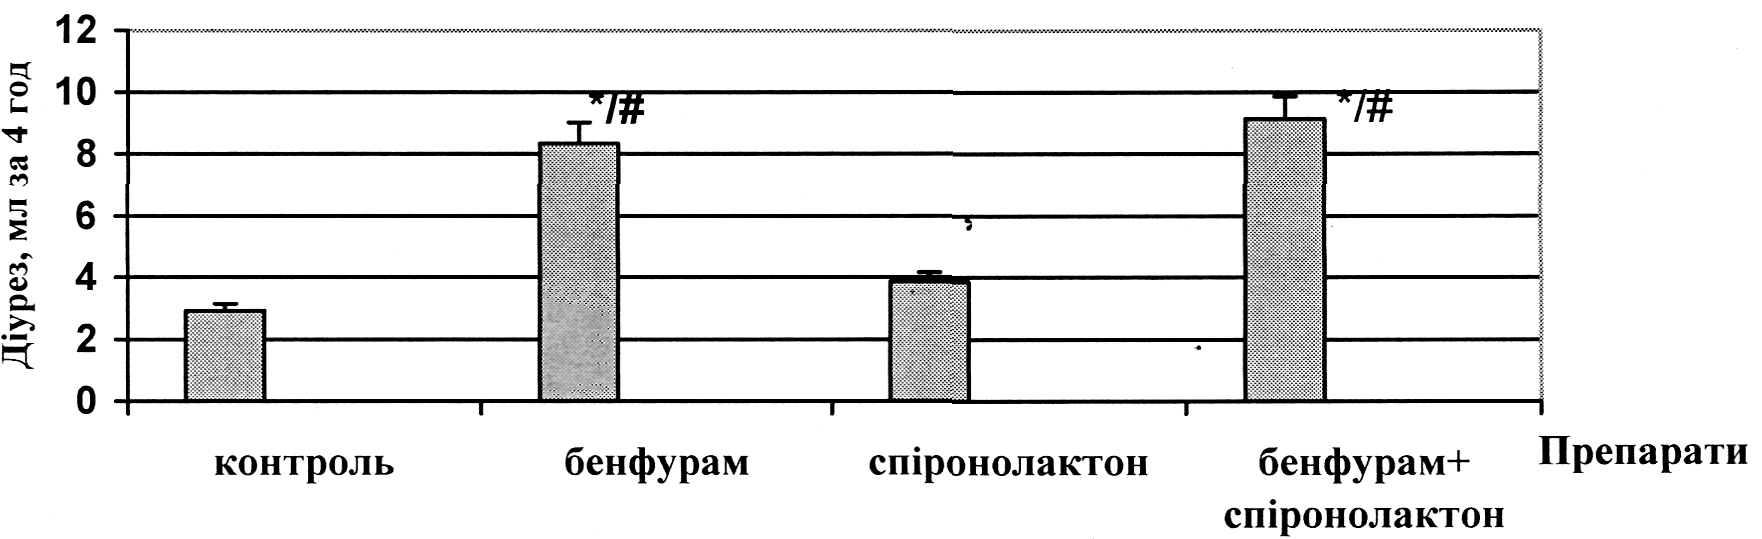 Діурез, мл за 4 год
12
10
8
6
4
2
0
*/#
*/#
контроль
бенфурам
спіронолактон
бенфурам+
спіронолактон
Препарати